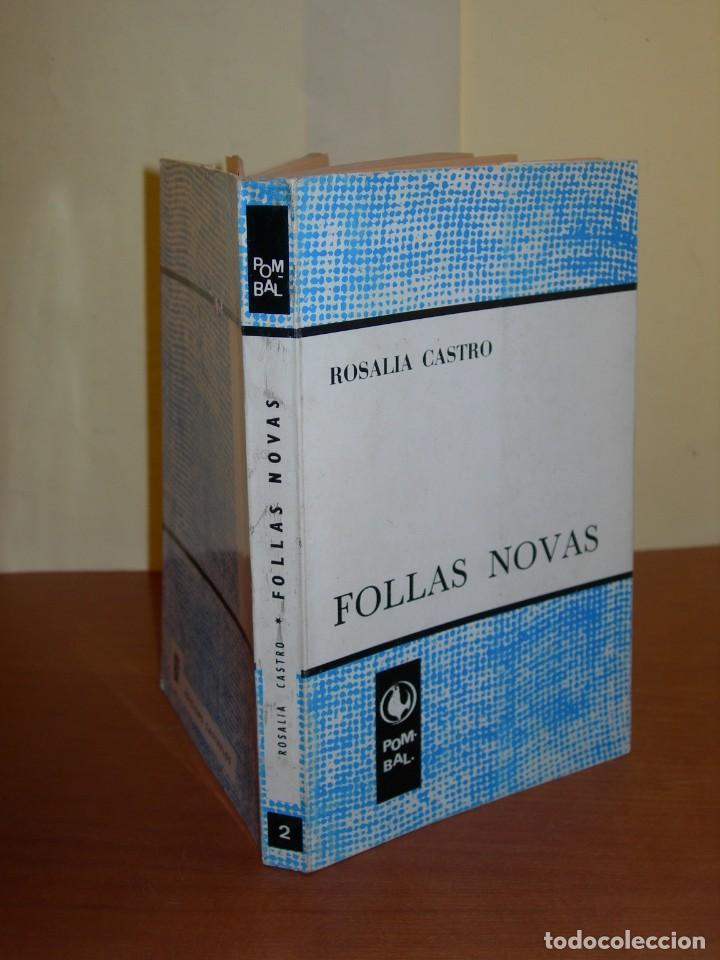 POM-
BAL
ROSALIA CASTRO * FOLLAS NOVAS
2
ROSALIA CASTRO
FOLLAS NOVAS
POM-
BAL.
todocoleccion